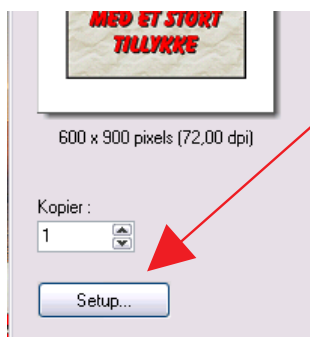 MED ET STORT
TILLYKKE
600 x 900 pixels (72,00 dpi)
Kopier :
1
Setup...